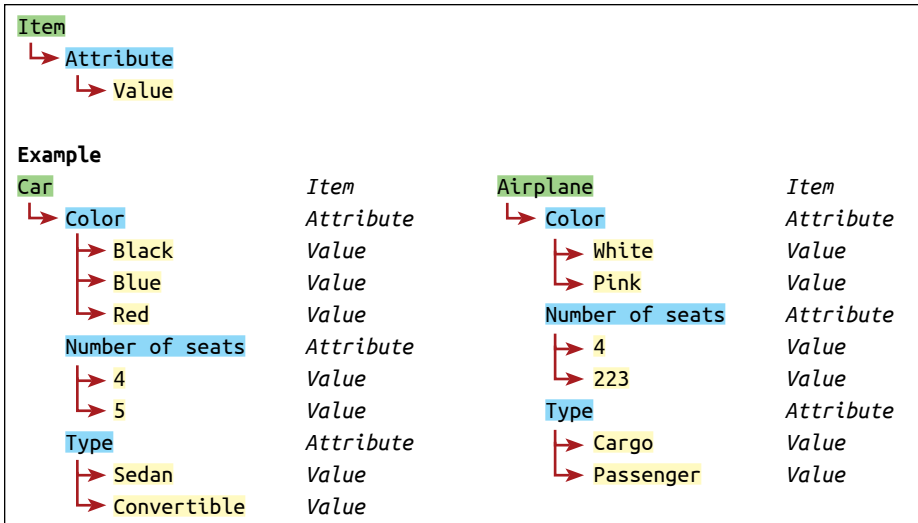 Item
Attribute
Value
Example
Car Item
Color Attribute
Black Value
Blue Value
Red Value
Number of seats Attribute
4 Value
5 Value
Type Attribute
Sedan Value
Convertible Value
Airplane Item
Color Attribute
White Value
Pink Value
Number of seats Attribute
4 Value
223 Value
Type Attribute
Cargo Value
Passenger Value